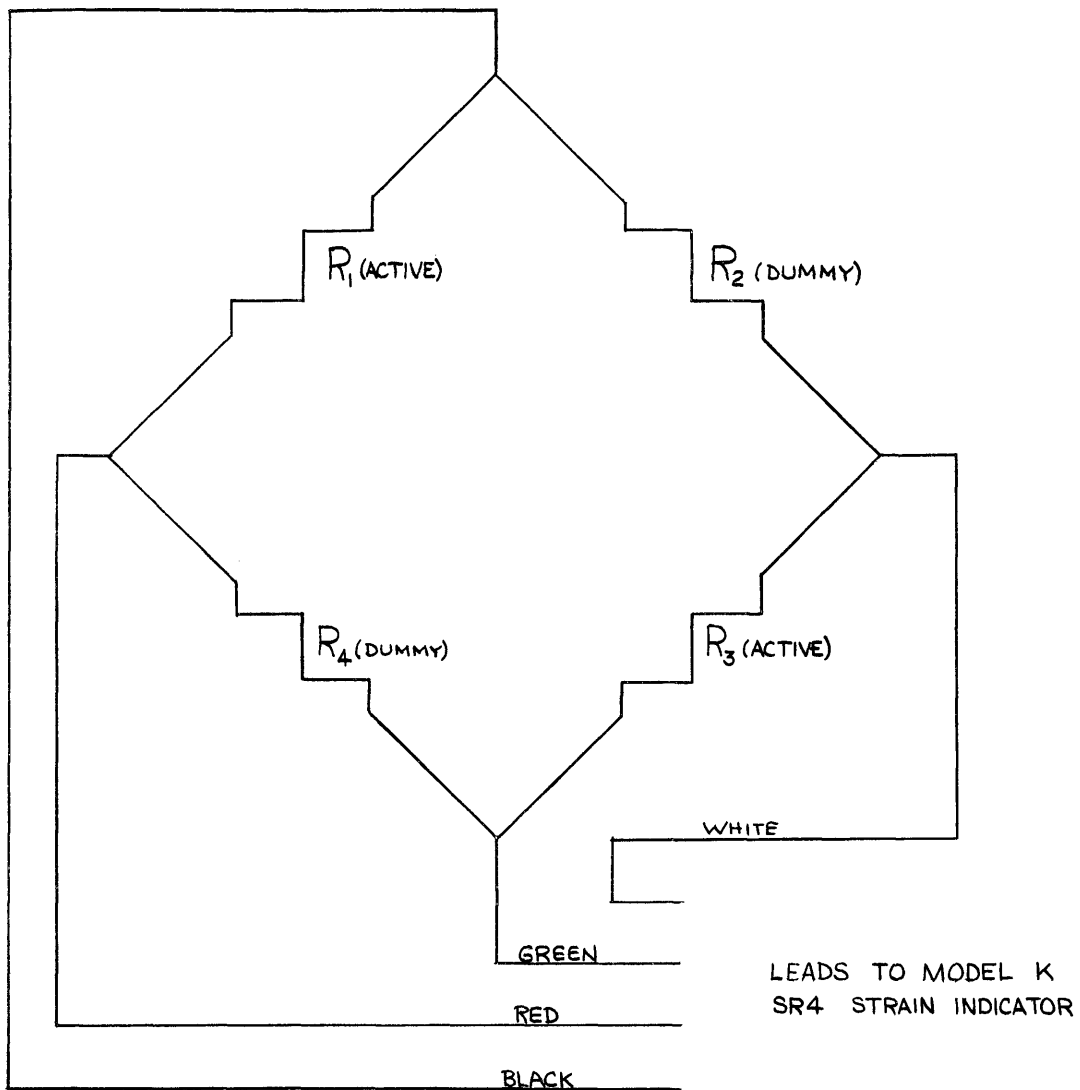 R₁ (ACTIVE)
R₂ (DUMMY)
R₄ (DUMMY)
R₃ (ACTIVE)
WHITE
GREEN
LEADS TO MODEL K
SR4 STRAIN INDICATOR
RED
BLACK